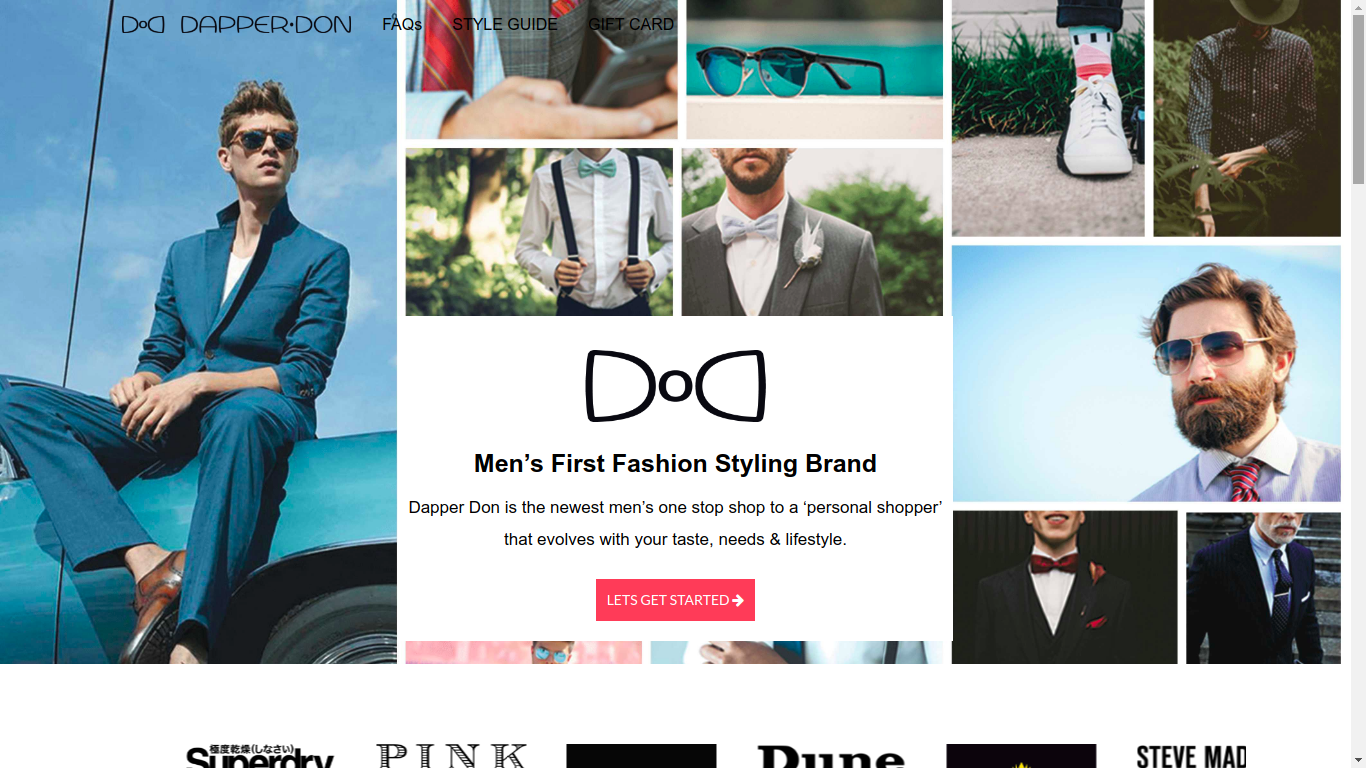 DOD DAPPER·DON FAQs STYLE GUIDE GIFT CARD
DOD
Men’s First Fashion Styling Brand
Dapper Don is the newest men’s one stop shop to a ‘personal shopper’
that evolves with your taste, needs & lifestyle.
LETS GET STARTED
極度乾燥(しなさい)
Superdry PINK Dune STEVE MAD